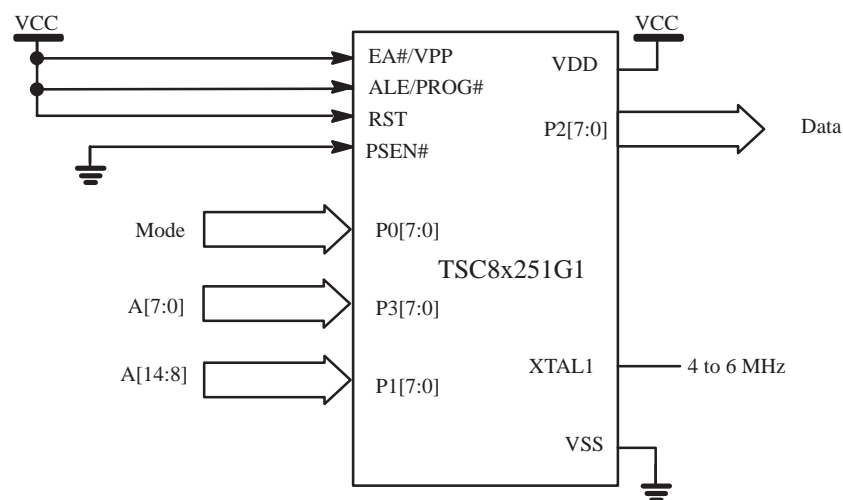 VCC
VCC
EA#/VPP
VDD
ALE/PROG#
RST
P2[7:0]
Data
PSEN#
Mode
P0[7:0]
TSC8x251G1
A[7:0]
P3[7:0]
XTAL1
4 to 6 MHz
A[14:8]
P1[7:0]
VSS